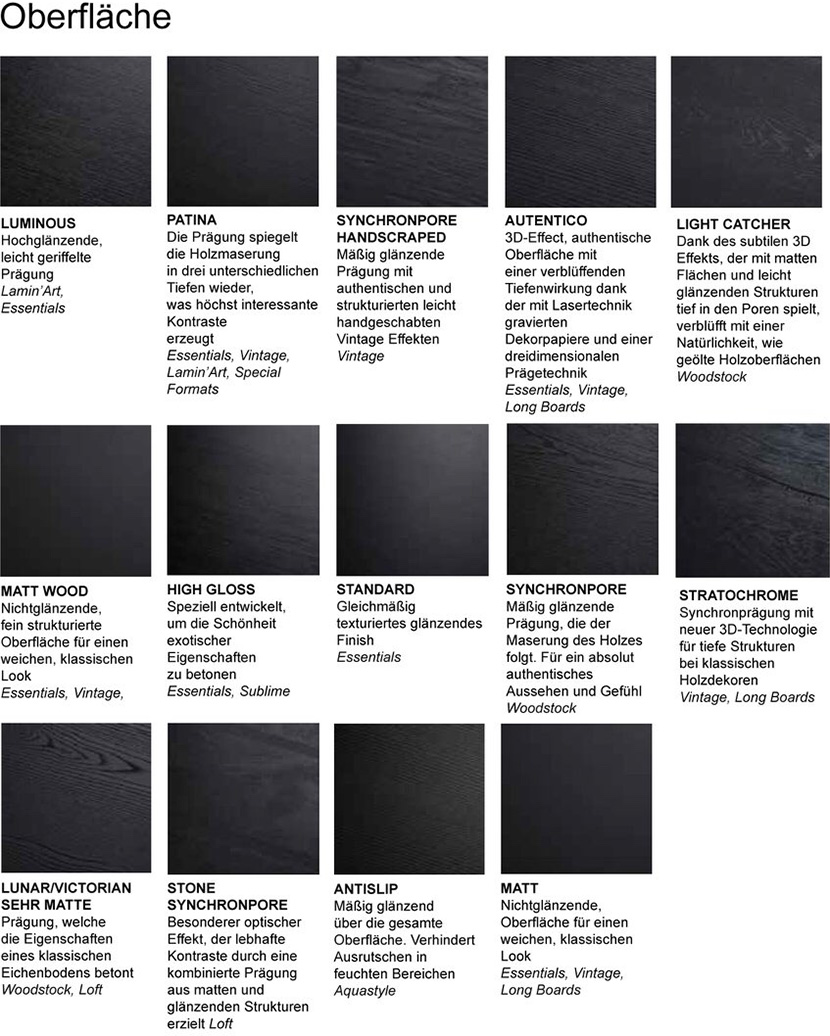 Oberfläche
LUMINOUS
Hochglänzende,
leicht geriffelte
Prägung
Lamin'Art,
Essentials
PATINA
Die Prägung spiegelt
die Holzmaserung
in drei unterschiedlichen
Tiefen wieder,
was höchst interessante
Kontraste
erzeugt
Essentials, Vintage,
Lamin'Art, Special
Formats
SYNCHRONPORE
HANDSCRAPED
Mäßig glänzende
Prägung mit
authentischen und
strukturierten leicht
handgeschabten
Vintage Effekten
Vintage
AUTENTICO
3D-Effect, authentische
Oberfläche mit
einer verblüffenden
Tiefenwirkung dank
der mit Lasertechnik
gravierten
Dekorpapiere und einer
dreidimensionalen
Prägetechnik
Essentials, Vintage,
Long Boards
LIGHT CATCHER
Dank des subtilen 3D
Effekts, der mit matten
Flächen und leicht
glänzenden Strukturen
tief in den Poren spielt,
verblüfft mit einer
Natürlichkeit, wie
geölte Holzoberflächen
Woodstock
MATT WOOD
Nichtglänzende,
fein strukturierte
Oberfläche für einen
weichen, klassischen
Look
Essentials, Vintage,
HIGH GLOSS
Speziell entwickelt,
um die Schönheit
exotischer
Eigenschaften
zu betonen
Essentials, Sublime
STANDARD
Gleichmäßig
texturiertes glänzendes
Finish
Essentials
SYNCHRONPORE
Mäßig glänzende
Prägung, die der
Maserung des Holzes
folgt. Für ein absolut
authentisches
Aussehen und Gefühl
Woodstock
STRATOCHROME
Synchronprägung mit
neuer 3D-Technologie
für tiefe Strukturen
bei klassischen
Holzdekoren
Vintage, Long Boards
LUNAR/VICTORIAN
SEHR MATTE
Prägung, welche
die Eigenschaften
eines klassischen
Eichenbodens betont
Woodstock, Loft
STONE
SYNCHRONPORE
Besonderer optischer
Effekt, der lebhafte
Kontraste durch eine
kombinierte Prägung
aus matten und
glänzenden Strukturen
erzielt Loft
ANTISLIP
Mäßig glänzend
über die gesamte
Oberfläche. Verhindert
Ausrutschen in
feuchten Bereichen
Aquastyle
MATT
Nichtglänzende,
Oberfläche für einen
weichen, klassischen
Look
Essentials, Vintage,
Long Boards